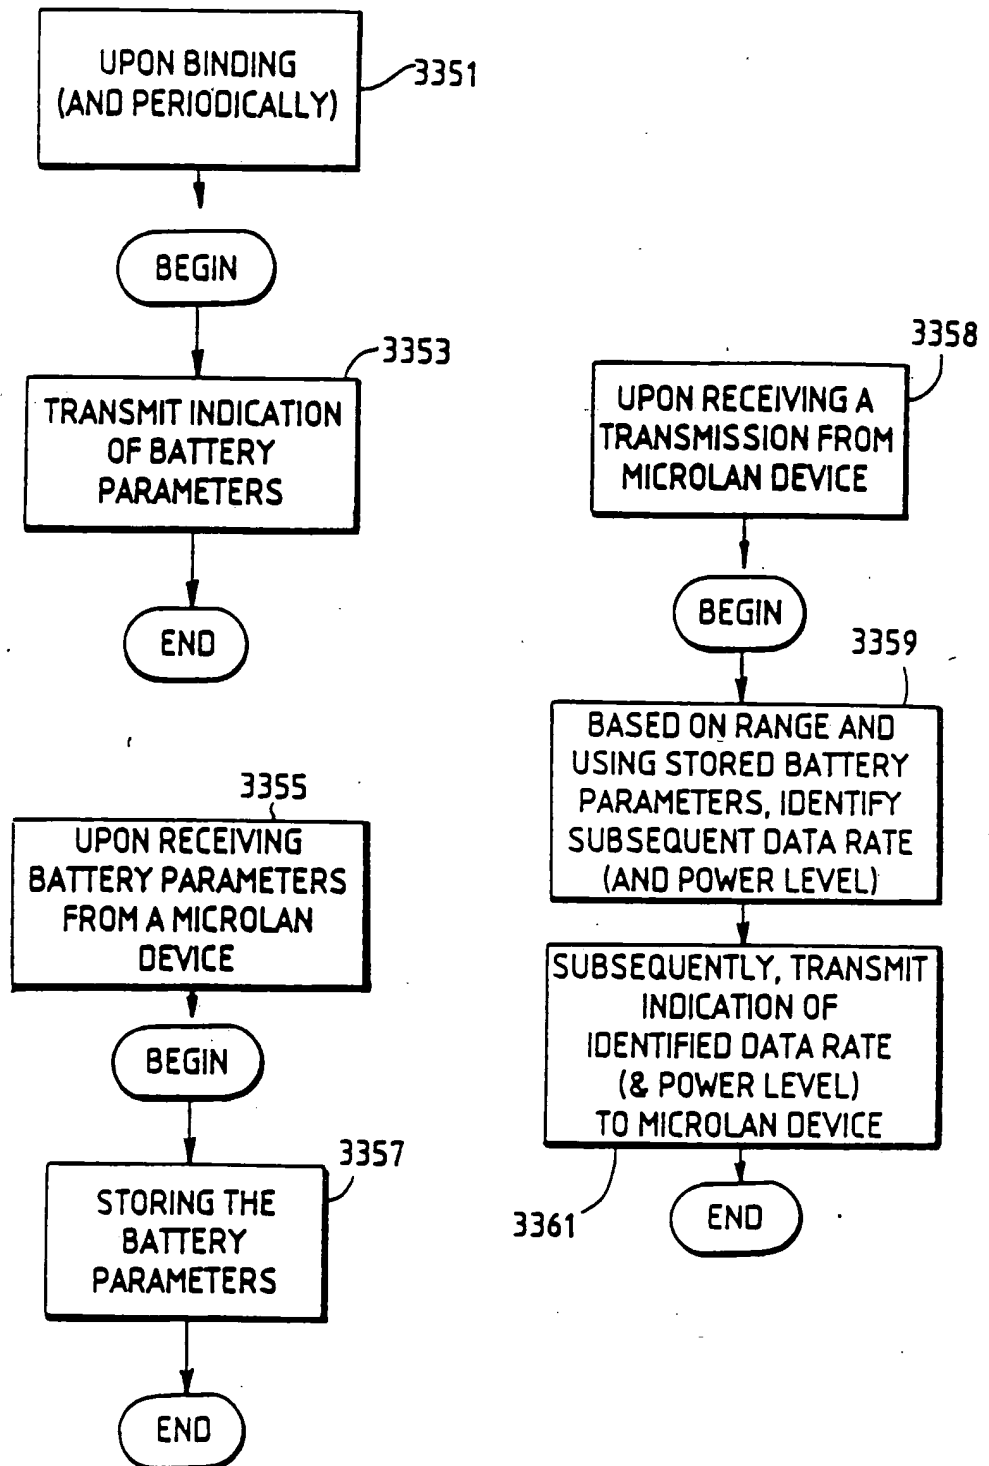 UPON BINDING
(AND PERIODICALLY)
3351
BEGIN
3353
TRANSMIT INDICATION
OF BATTERY
PARAMETERS
END
3355
UPON RECEIVING
BATTERY PARAMETERS
FROM A MICROLAN
DEVICE
BEGIN
3357
STORING THE
BATTERY
PARAMETERS
END
3358
UPON RECEIVING A
TRANSMISSION FROM
MICROLAN DEVICE
BEGIN
3359
BASED ON RANGE AND
USING STORED BATTERY
PARAMETERS, IDENTIFY
SUBSEQUENT DATA RATE
(AND POWER LEVEL)
SUBSEQUENTLY, TRANSMIT
INDICATION OF
IDENTIFIED DATA RATE
(& POWER LEVEL)
TO MICROLAN DEVICE
3361
END